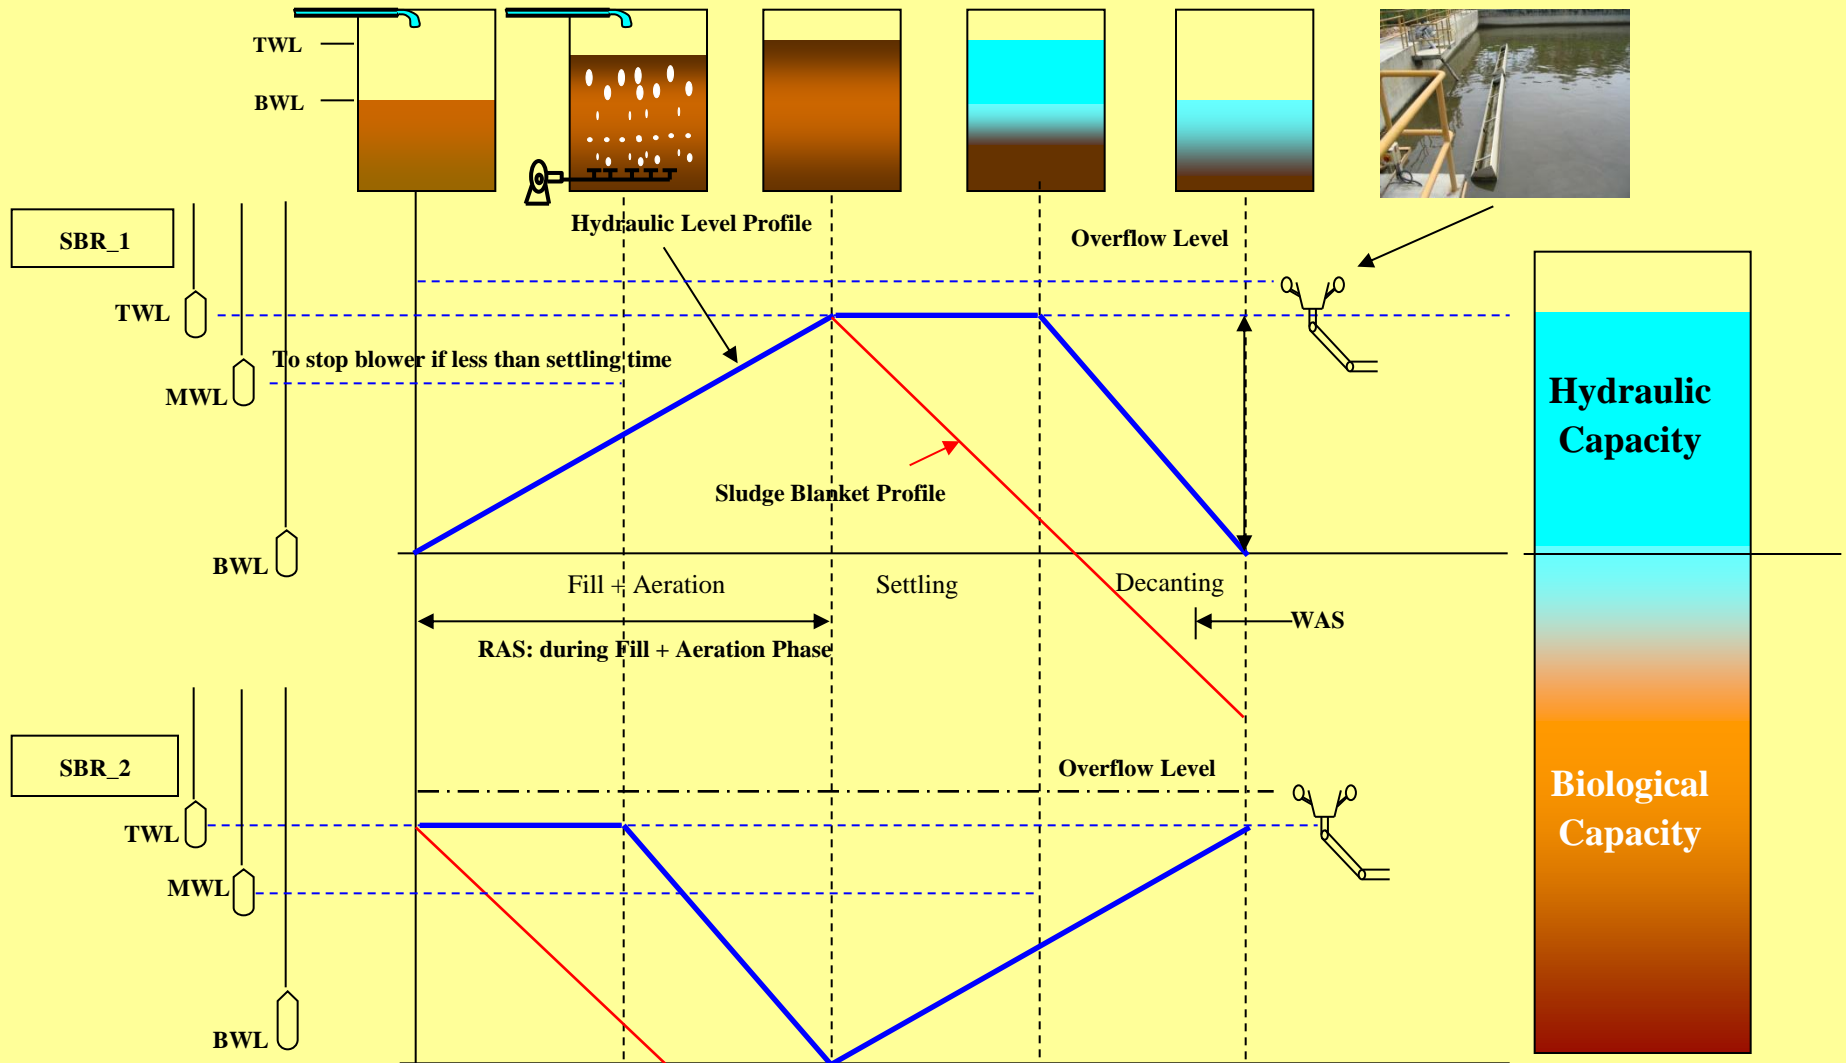 TWL
BWL
SBR_1
Hydraulic Level Profile
Overflow Level
TWL
To stop blower if less than settling time
MWL
Hydraulic
Capacity
Sludge Blanket Profile
BWL
Fill + Aeration
Settling
Decanting
WAS
RAS: during Fill + Aeration Phase
SBR_2
Overflow Level
TWL
Biological
Capacity
MWL
BWL